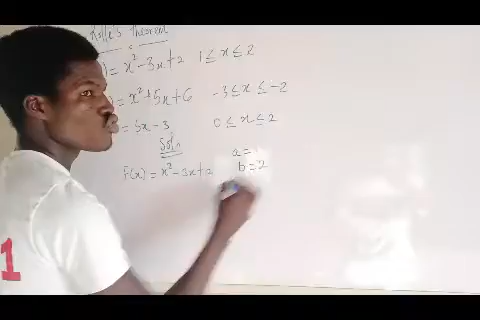 Rolle's Theorem
) = x² - 3x + 2 1 ≤ x ≤ 2
) = x² + 5x + 6 -3 ≤ x ≤ -2
) = 5x - 3 0 ≤ x ≤ 2
Soln
F(x) = x² - 3x + 2 a =
b = 2
1